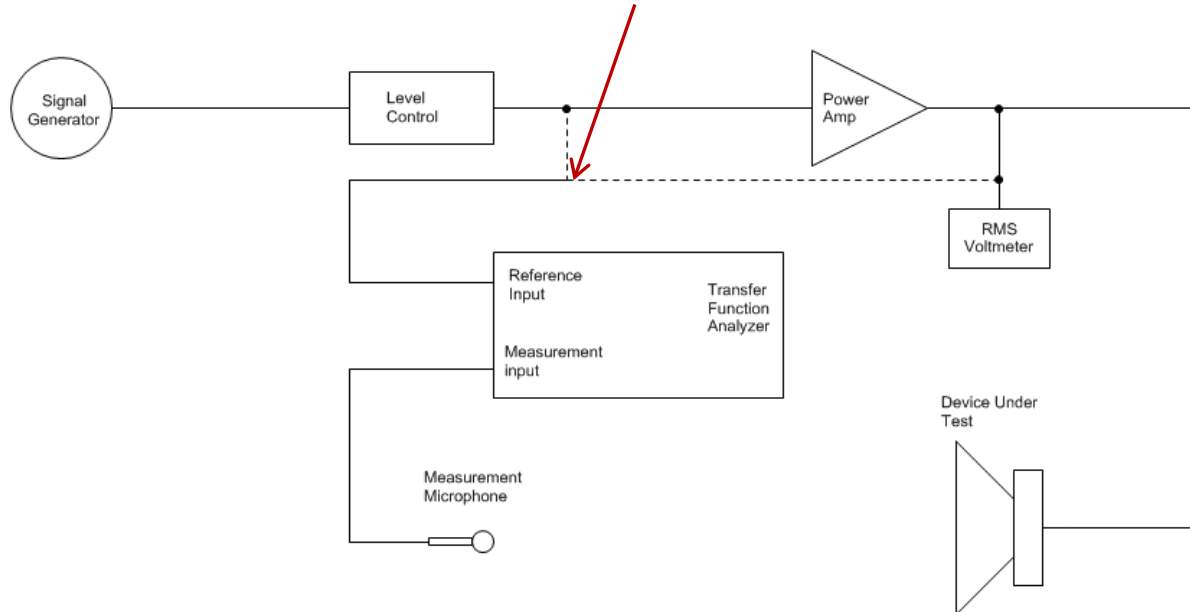 Signal
Generator
Level
Control
Power
Amp
RMS
Voltmeter
Reference
Input
Transfer
Function
Analyzer
Measurement
input
Device Under
Test
Measurement
Microphone